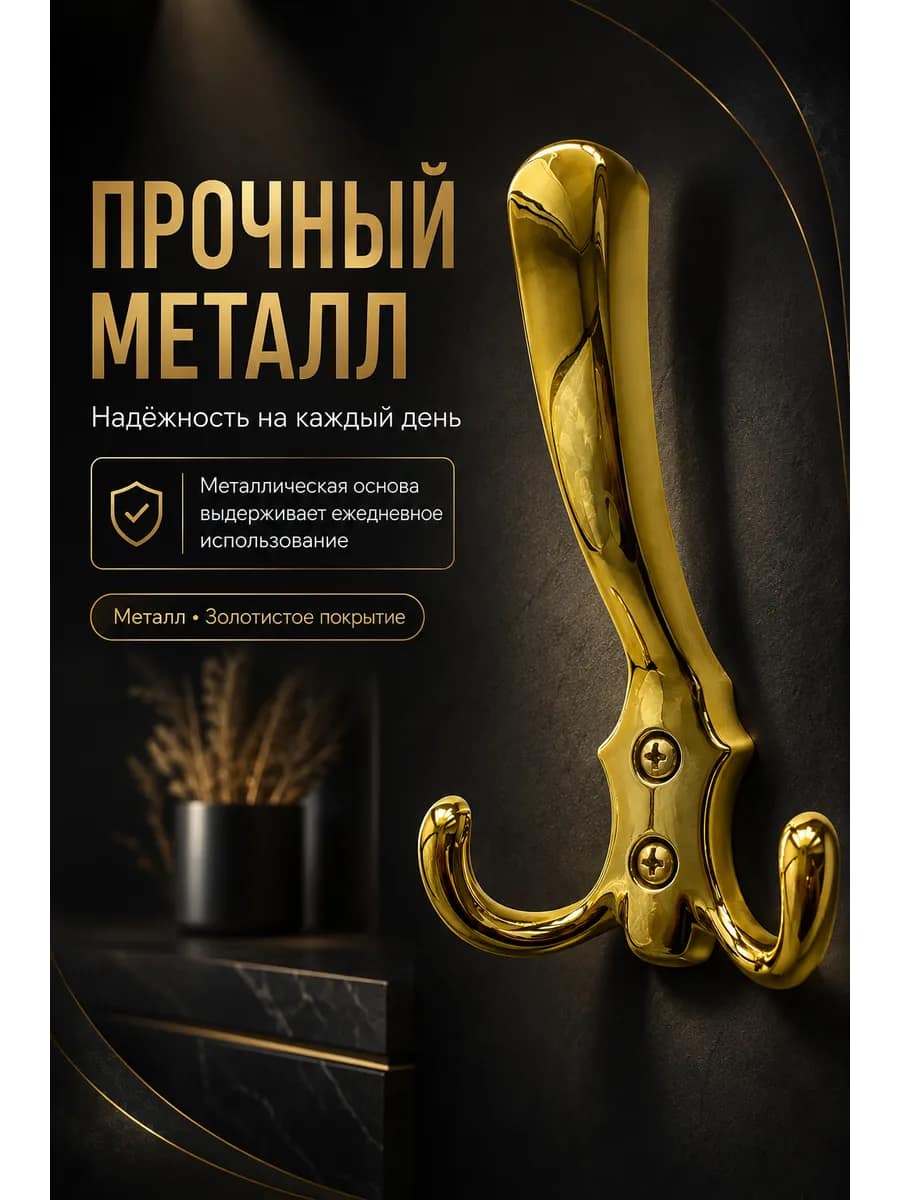 ПРОЧНЫЙ
МЕТАЛЛ
Надёжность на каждый день
Металлическая основа
выдерживает ежедневное
использование
Металл • Золотистое покрытие